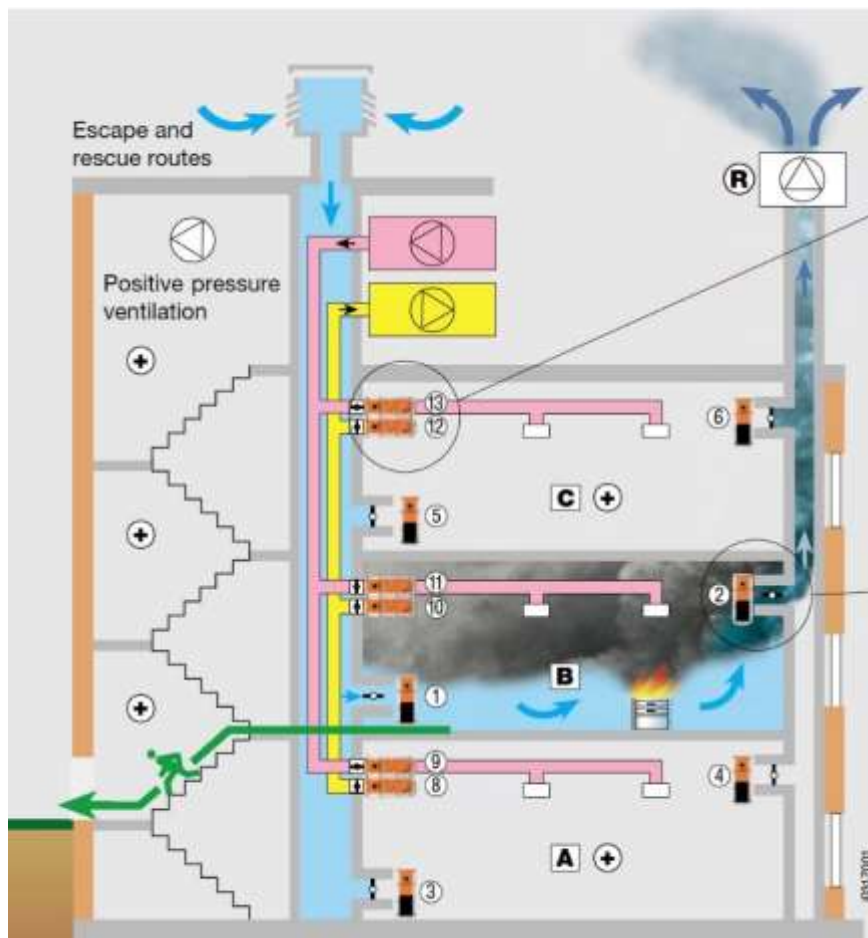 Escape and
rescue routes
R
Positive pressure
ventilation
+
13
12
6
C +
5
+
11
10
2
B
1
+
9
8
4
A +
3
0317001